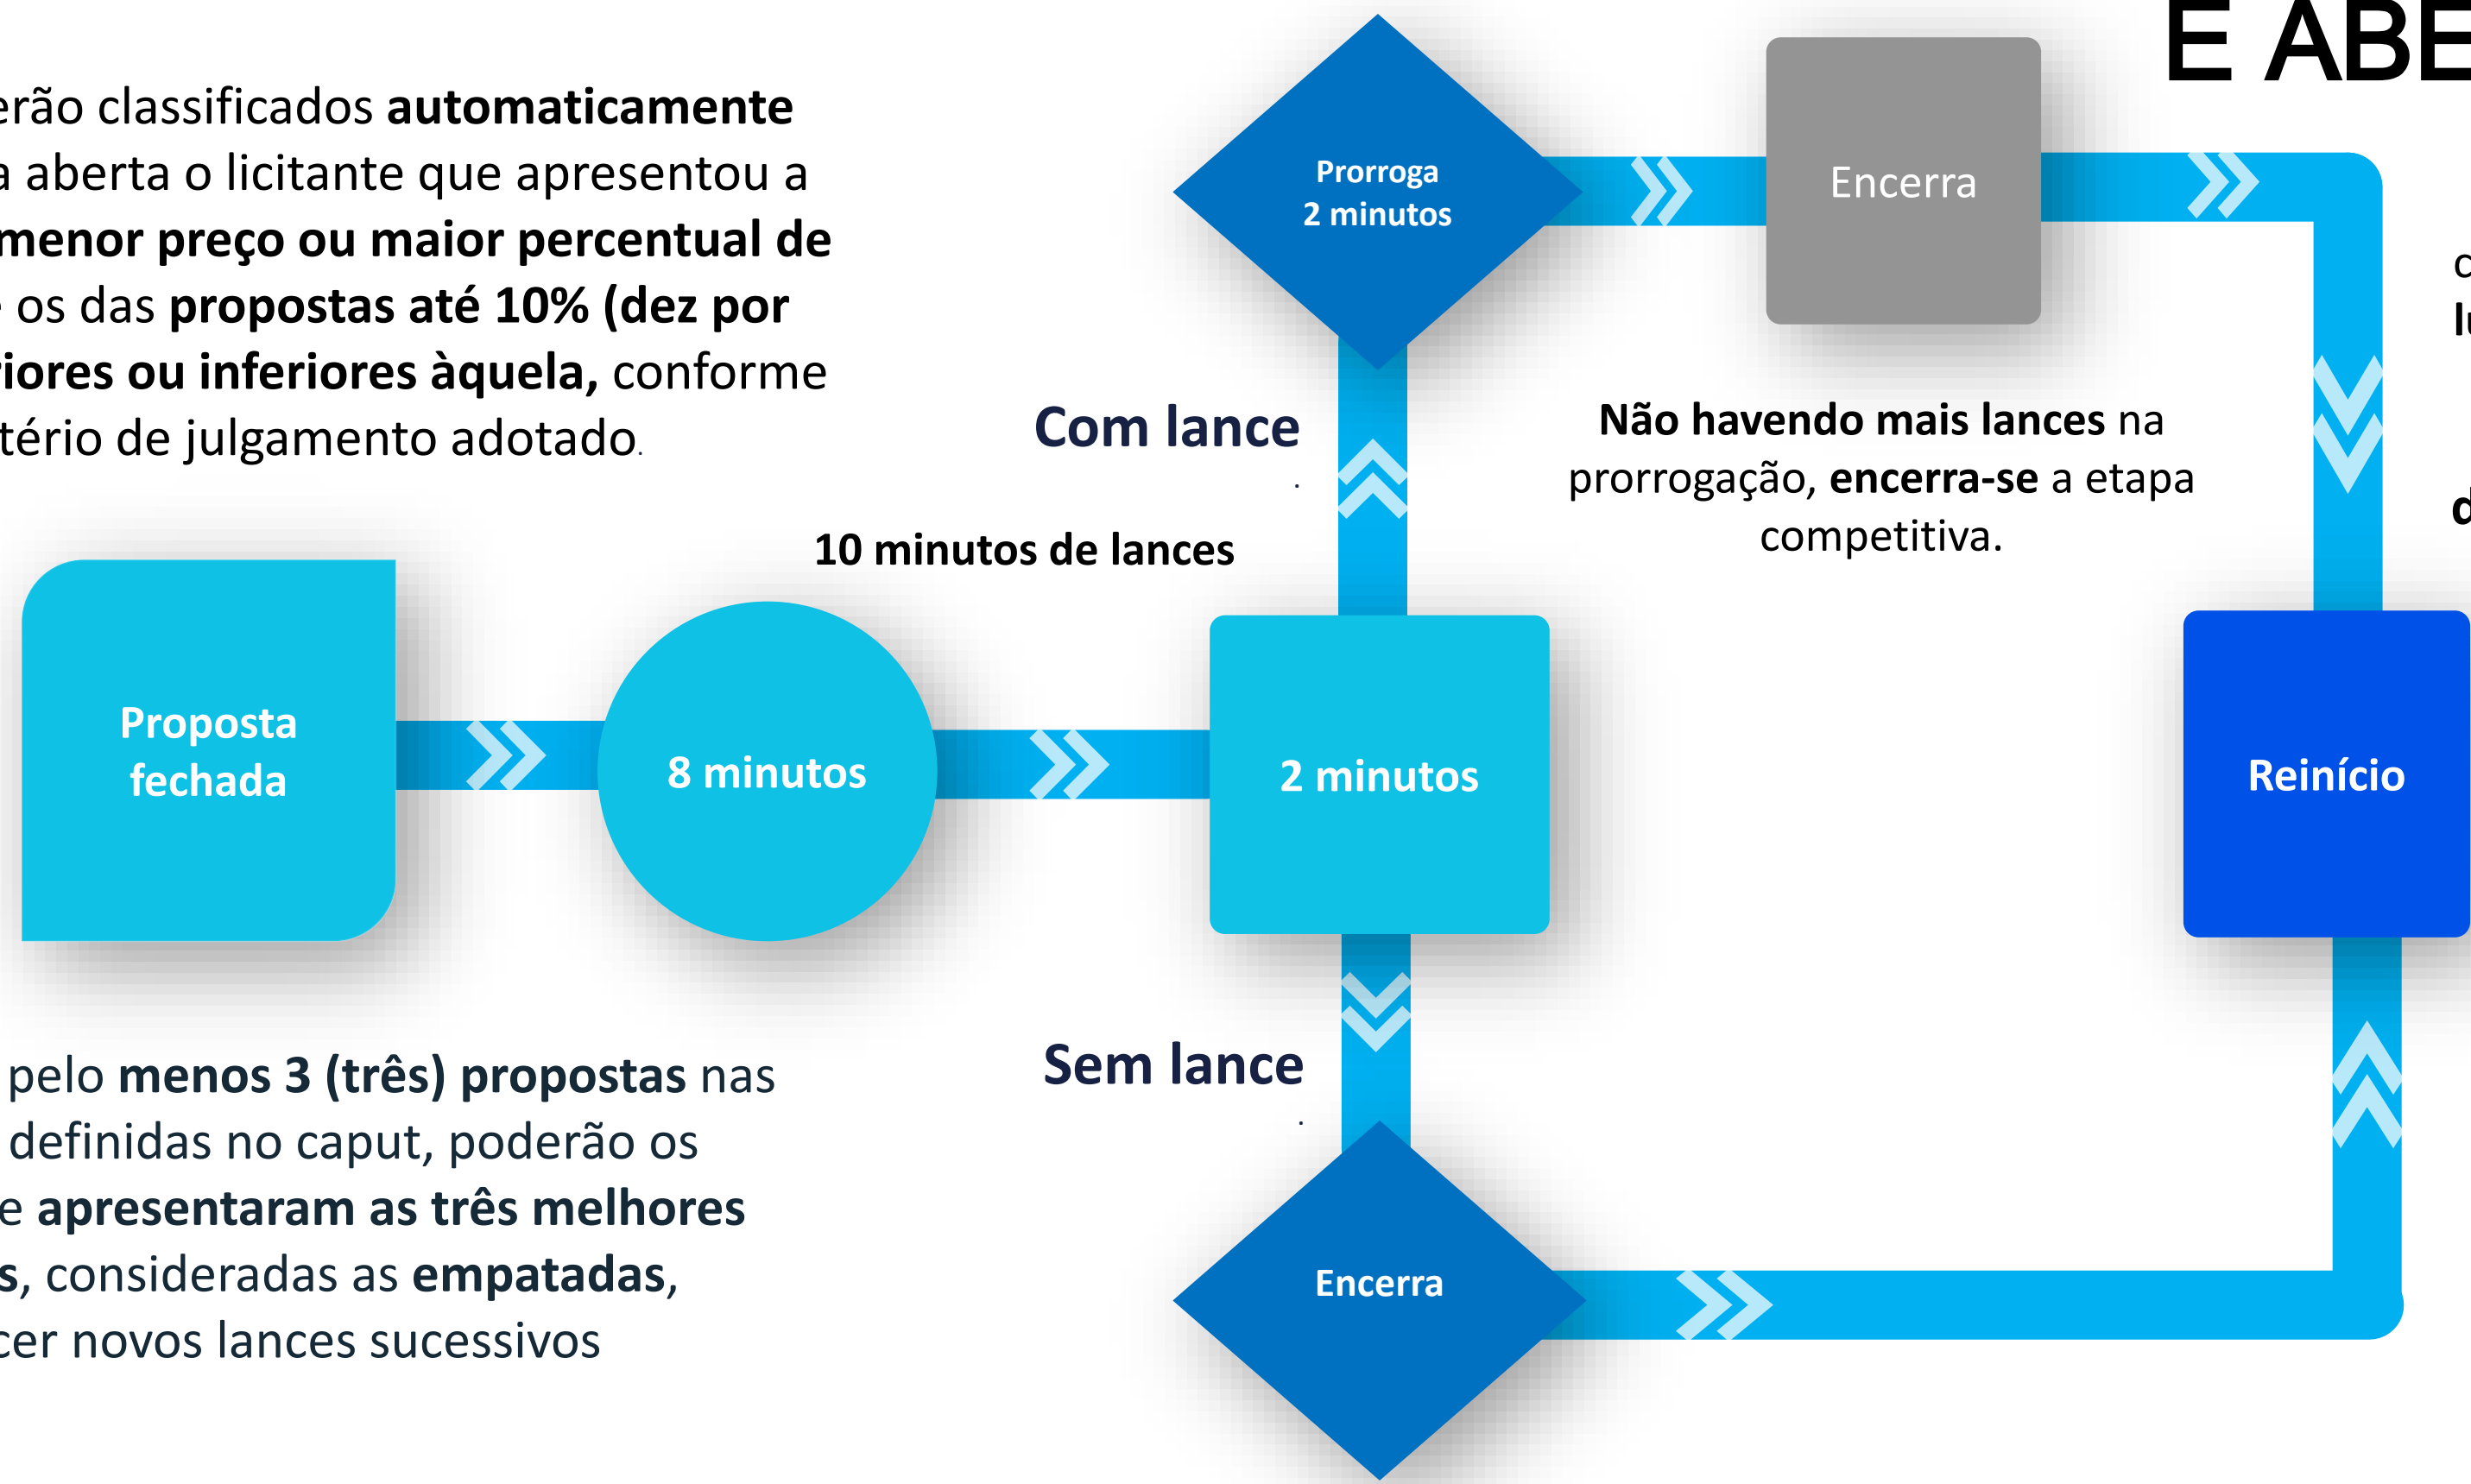 E ABE
erão classificados automaticamente
a aberta o licitante que apresentou a
menor preço ou maior percentual de
e os das propostas até 10% (dez por
riores ou inferiores àquela, conforme
tério de julgamento adotado.
Prorroga
2 minutos
Encerra
Com lance
.
Não havendo mais lances na
prorrogação, encerra-se a etapa
competitiva.
10 minutos de lances
Proposta
fechada
8 minutos
2 minutos
Reinício
pelo menos 3 (três) propostas nas
definidas no caput, poderão os
e apresentaram as três melhores
s, consideradas as empatadas,
cer novos lances sucessivos
Sem lance
.
Encerra